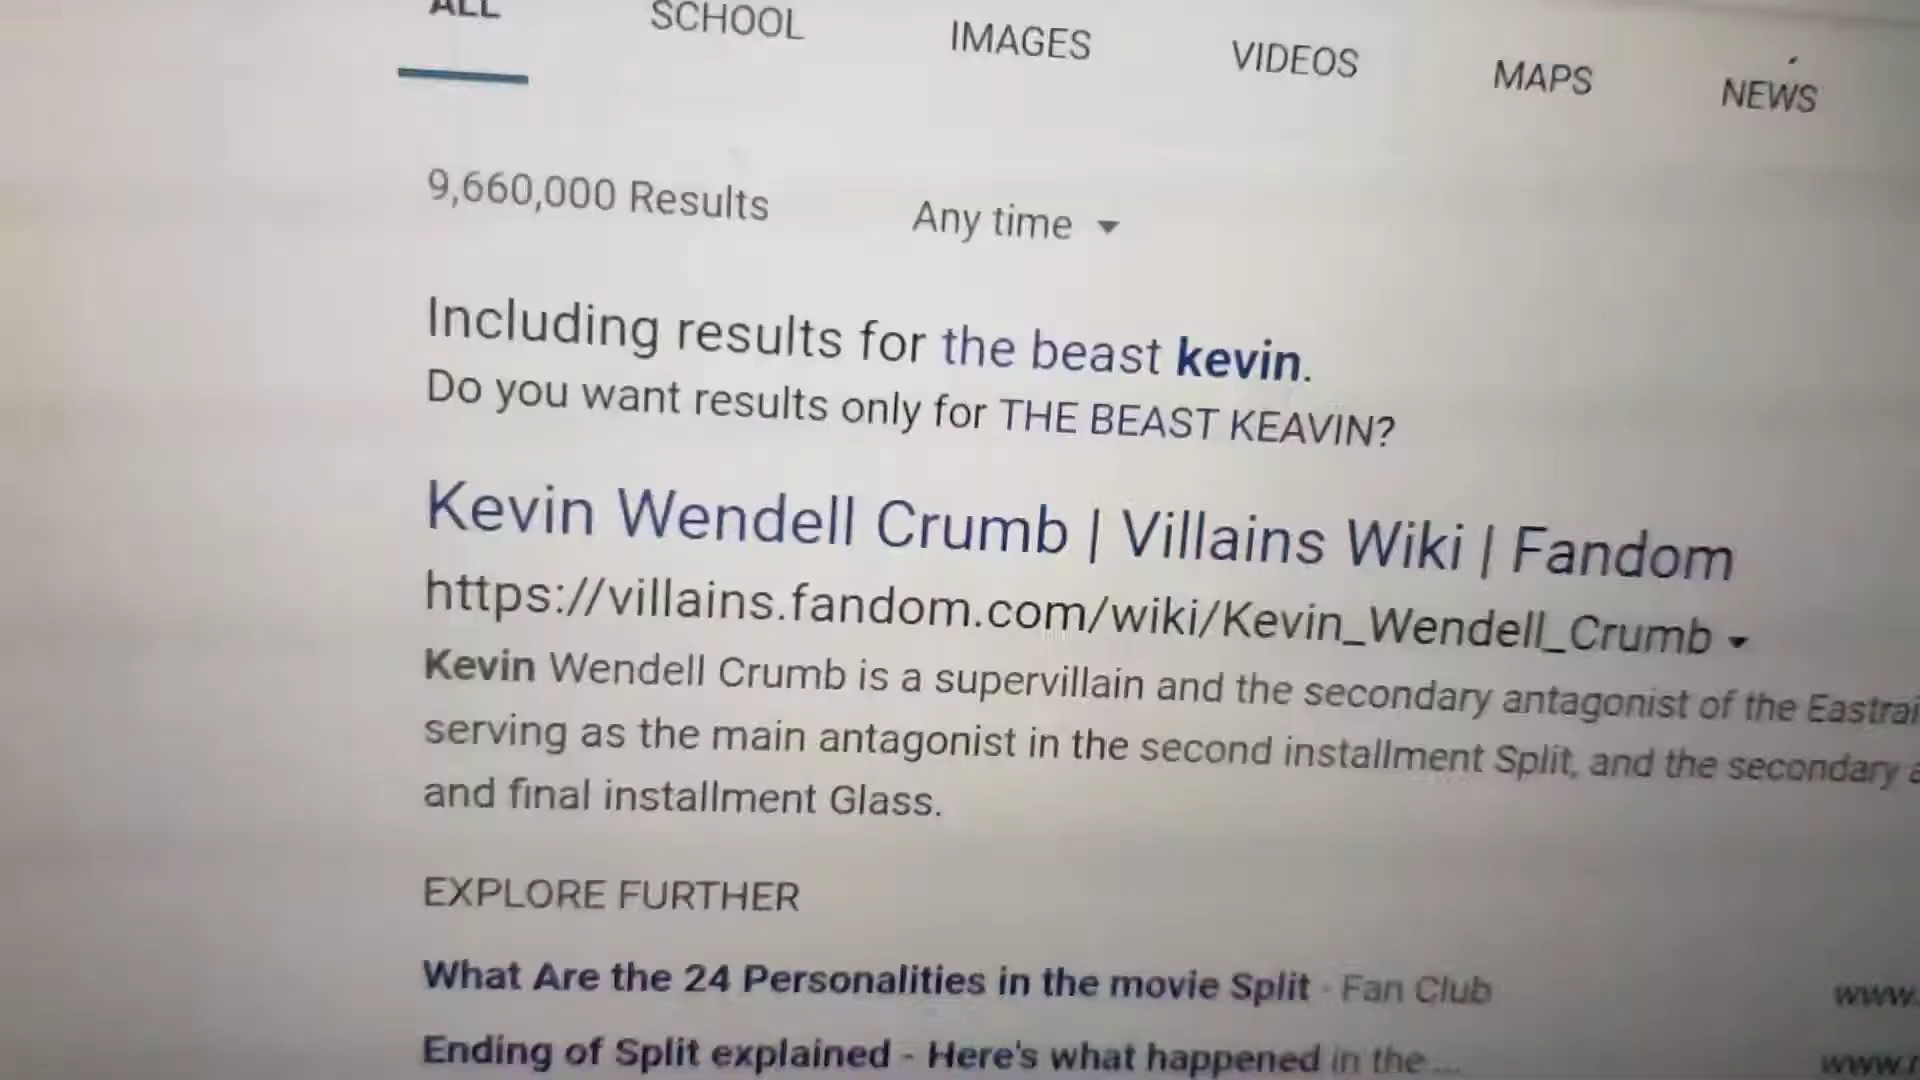 ALL SCHOOL IMAGES VIDEOS MAPS NEWS
9,660,000 Results Any time
Including results for the beast kevin.
Do you want results only for THE BEAST KEAVIN?
Kevin Wendell Crumb | Villains Wiki | Fandom
https://villains.fandom.com/wiki/Kevin_Wendell_Crumb
Kevin Wendell Crumb is a supervillain and the secondary antagonist of the
serving as the main antagonist in the second installment Split, and the secondary
and final installment Glass.
EXPLORE FURTHER
What Are the 24 Personalities in the movie Split - Fan Club www.
Ending of Split explained - Here's what happened in the ... www.